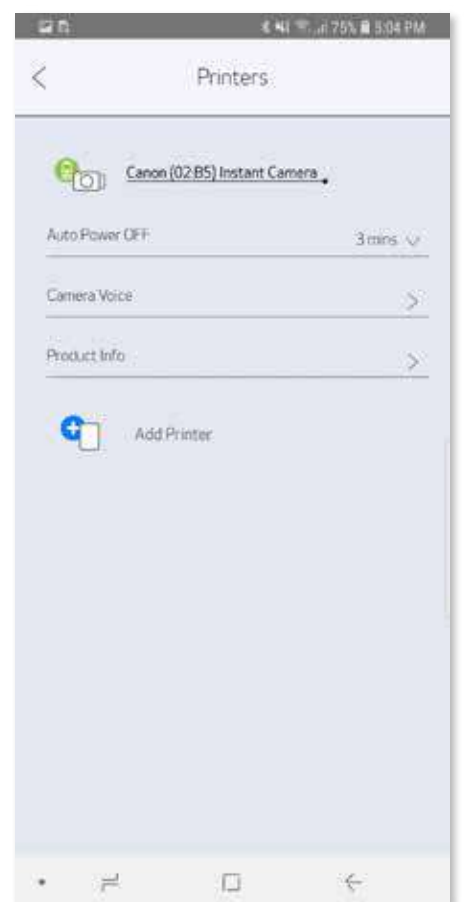 75% 5:04 PM
Printers
Canon (02:B5) Instant Camera
Auto Power OFF 3 mins
Camera Voice
Product Info
Add Printer